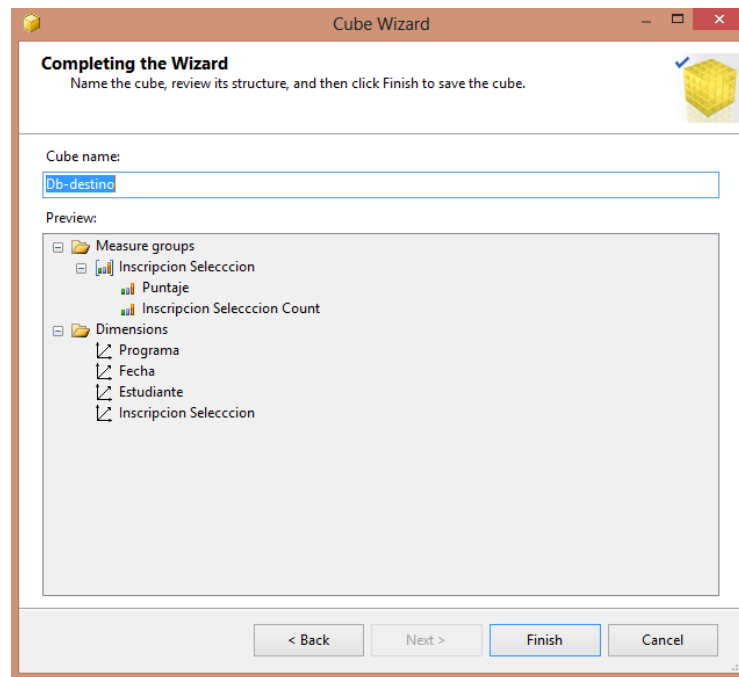 Cube Wizard
Completing the Wizard
Name the cube, review its structure, and then click Finish to save the cube.
Cube name:
Db-destino
Preview:
Measure groups
Inscripcion Selecccion
Puntaje
Inscripcion Selecccion Count
Dimensions
Programa
Fecha
Estudiante
Inscripcion Selecccion
< Back Next > Finish Cancel